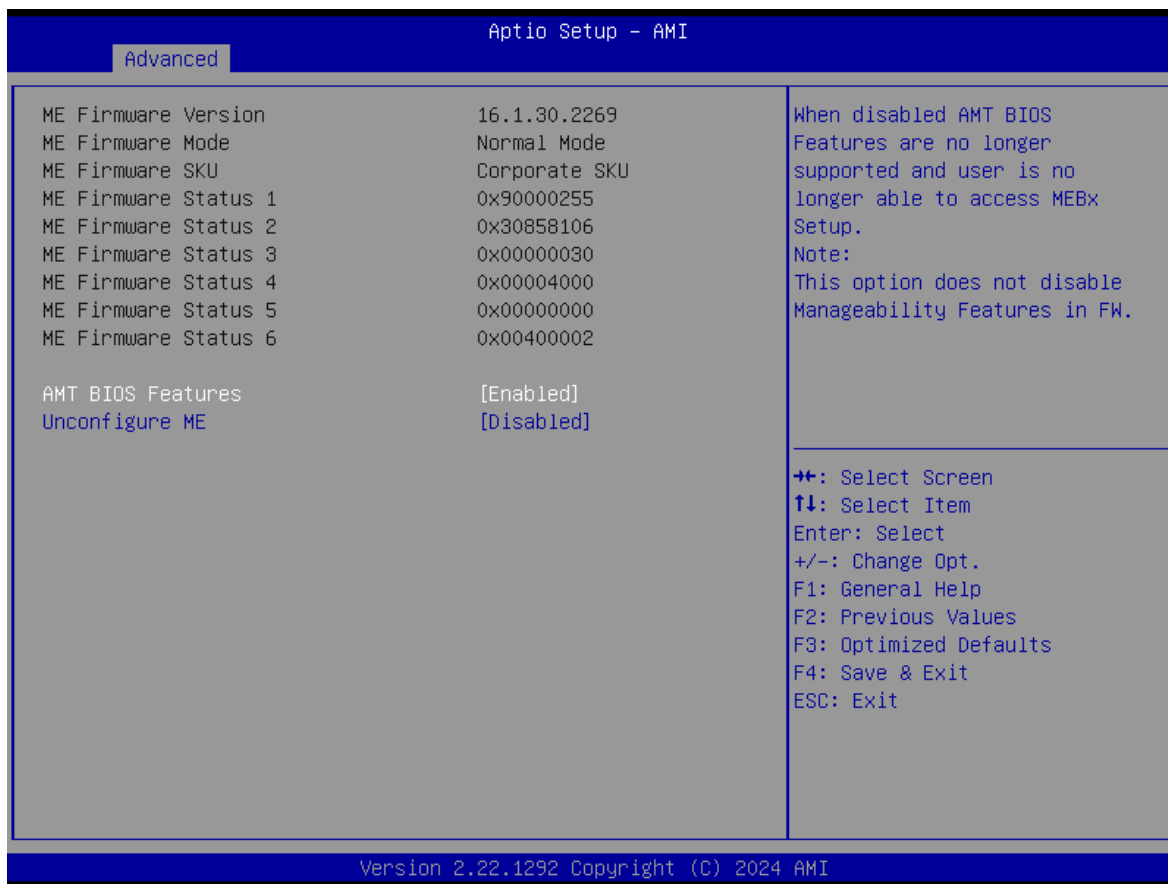 Aptio Setup – AMI
Advanced
ME Firmware Version 16.1.30.2269
ME Firmware Mode Normal Mode
ME Firmware SKU Corporate SKU
ME Firmware Status 1 0x90000255
ME Firmware Status 2 0x30858106
ME Firmware Status 3 0x00000030
ME Firmware Status 4 0x00004000
ME Firmware Status 5 0x00000000
ME Firmware Status 6 0x00400002
AMT BIOS Features [Enabled]
Unconfigure ME [Disabled]
When disabled AMT BIOS
Features are no longer
supported and user is no
longer able to access MEBx
Setup.
Note:
This option does not disable
Manageability Features in FW.
→←: Select Screen
↑↓: Select Item
Enter: Select
+/-: Change Opt.
F1: General Help
F2: Previous Values
F3: Optimized Defaults
F4: Save & Exit
ESC: Exit
Version 2.22.1292 Copyright (C) 2024 AMI